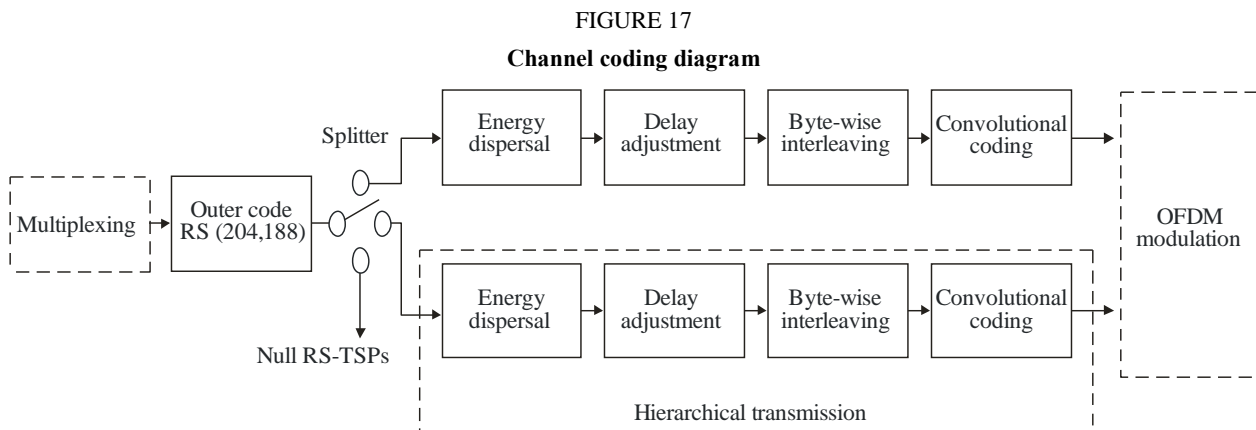 FIGURE 17
Channel coding diagram
Splitter
Energy
dispersal
Delay
adjustment
Byte-wise
interleaving
Convolutional
coding
Multiplexing
Outer code
RS (204,188)
OFDM
modulation
Energy
dispersal
Delay
adjustment
Byte-wise
interleaving
Convolutional
coding
Null RS-TSPs
Hierarchical transmission